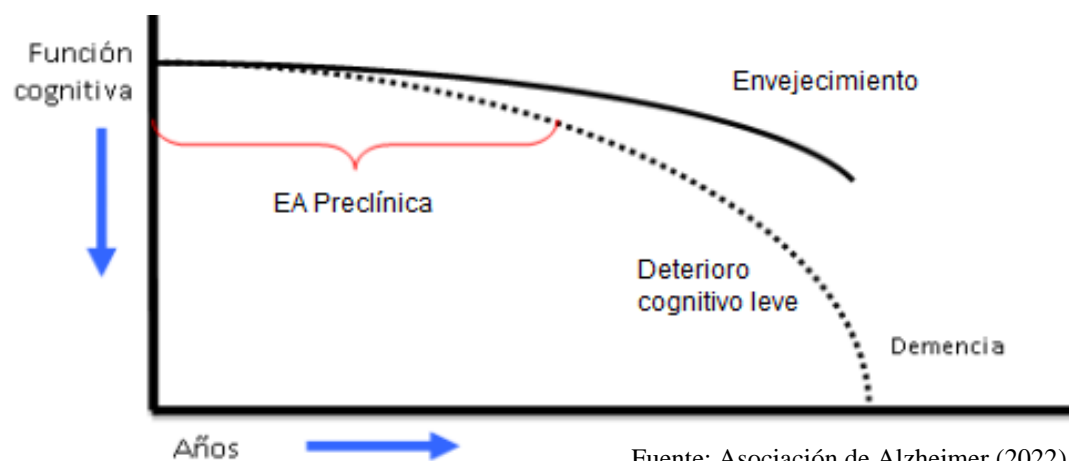 Función
cognitiva
Envejecimiento
EA Preclínica
Deterioro
cognitivo leve
Demencia
Años
Fuente: Asociación de Alzheimer (2022)